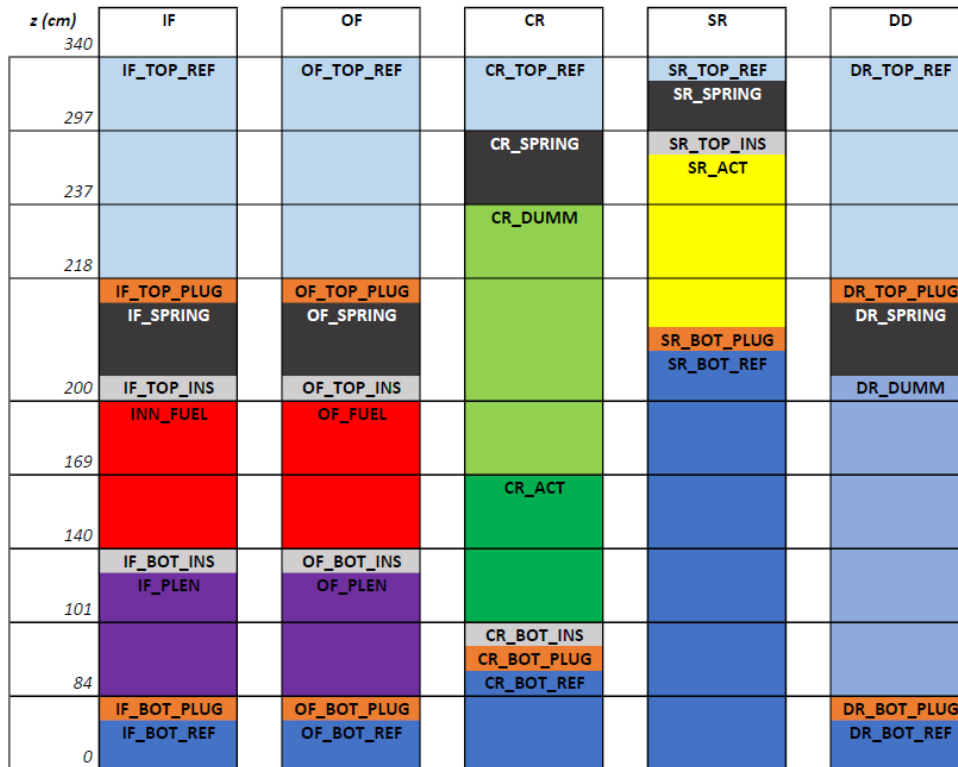 z (cm) IF OF CR SR DD
340
IF_TOP_REF OF_TOP_REF CR_TOP_REF SR_TOP_REF DR_TOP_REF
SR_SPRING
297
CR_SPRING SR_TOP_INS
SR_ACT
237
CR_DUMM
218
IF_TOP_PLUG OF_TOP_PLUG DR_TOP_PLUG
IF_SPRING OF_SPRING DR_SPRING
SR_BOT_PLUG
SR_BOT_REF
200 IF_TOP_INS OF_TOP_INS DR_DUMM
INN_FUEL OF_FUEL
169
CR_ACT
140
IF_BOT_INS OF_BOT_INS
IF_PLEN OF_PLEN
101
CR_BOT_INS
CR_BOT_PLUG
84 CR_BOT_REF
IF_BOT_PLUG OF_BOT_PLUG DR_BOT_PLUG
IF_BOT_REF OF_BOT_REF DR_BOT_REF
0